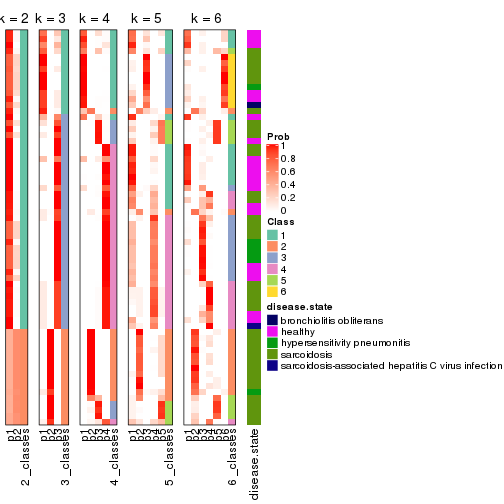 k = 2 k = 3 k = 4 k = 5 k = 6
Prob
1
0.8
0.6
0.4
0.2
0
Class
1
2
3
4
5
6
disease.state
bronchiolitis obliterans
healthy
hypersensitivity pneumonitis
sarcoidosis
sarcoidosis-associated hepatitis C virus infection
p1 p2 2_classes p1 p2 p3 3_classes p1 p2 p3 p4 4_classes p1 p2 p3 p4 p5 5_classes p1 p2 p3 p4 p5 p6 6_classes disease.state